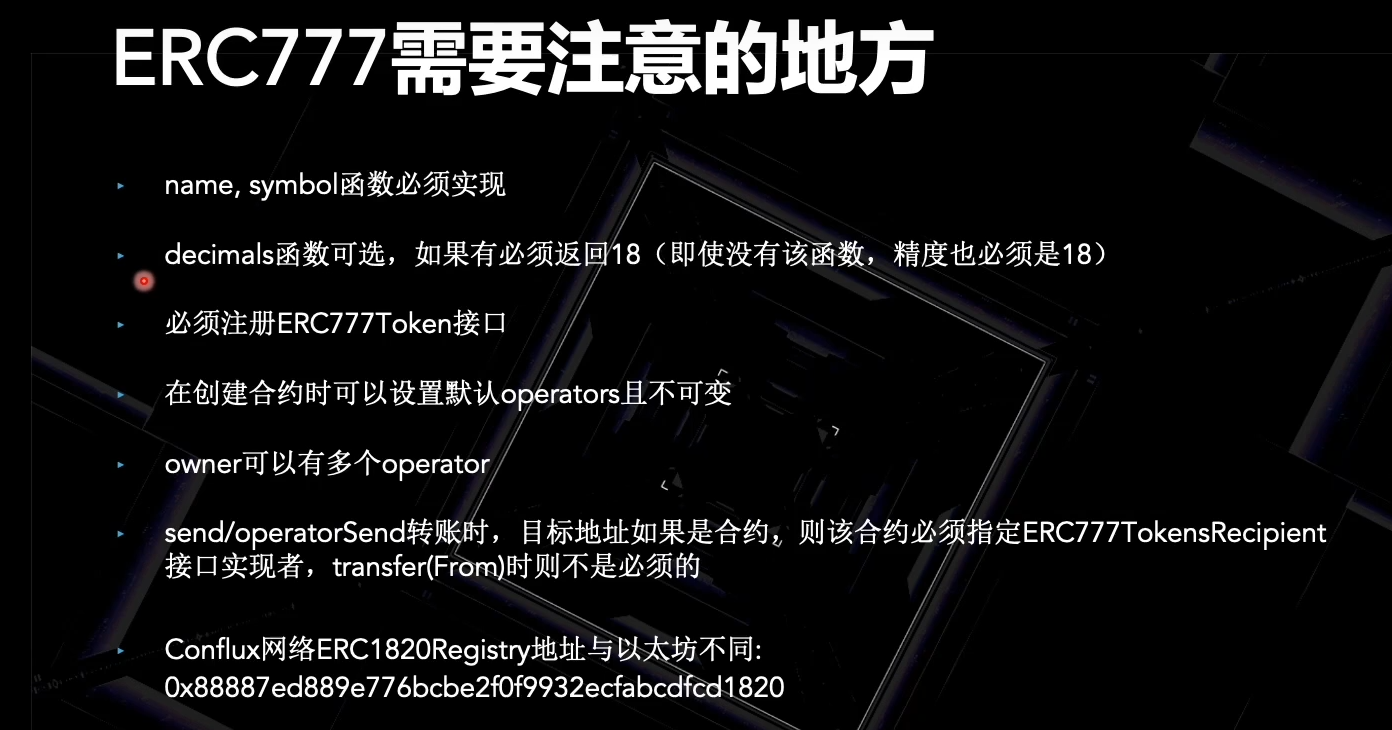 ERC777需要注意的地方
name, symbol函数必须实现
decimals函数可选，如果有必须返回18（即使没有该函数，精度也必须是18）
必须注册ERC777Token接口
在创建合约时可以设置默认operators且不可变
owner可以有多个operator
send/operatorSend转账时，目标地址如果是合约，则该合约必须指定ERC777TokensRecipient
接口实现者，transfer(From)时则不是必须的
Conflux网络ERC1820Registry地址与以太坊不同:
0x88887ed889e776bcbe2f0f9932ecfabcdfcd1820